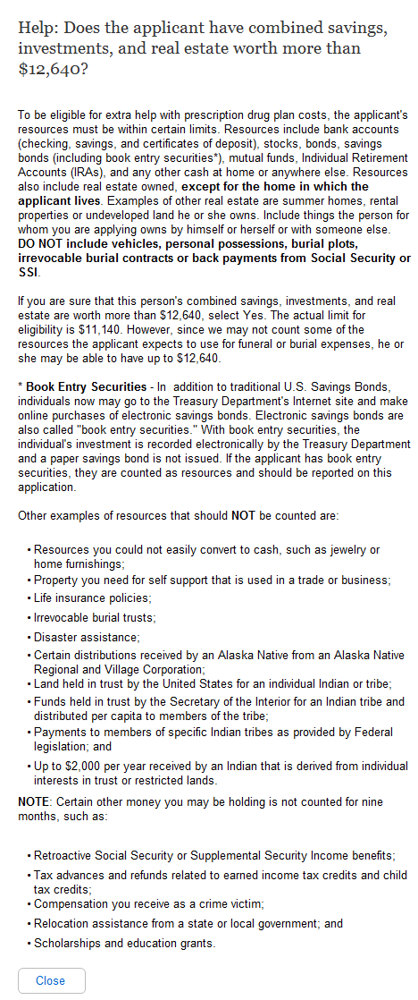 Help: Does the applicant have combined savings,
investments, and real estate worth more than
$12,640?
To be eligible for extra help with prescription drug plan costs, the applicant's
resources must be within certain limits. Resources include bank accounts
(checking, savings, and certificates of deposit), stocks, bonds, savings
bonds (including book entry securities*), mutual funds, Individual Retirement
Accounts (IRAs), and any other cash at home or anywhere else. Resources
also include real estate owned, except for the home in which the
applicant lives. Examples of other real estate are summer homes, rental
properties or undeveloped land he or she owns. Include things the person for
whom you are applying owns by himself or herself or with someone else.
DO NOT include vehicles, personal possessions, burial plots,
irrevocable burial contracts or back payments from Social Security or
SSI.
If you are sure that this person's combined savings, investments, and real
estate are worth more than $12,640, select Yes. The actual limit for
eligibility is $11,140. However, since we may not count some of the
resources the applicant expects to use for funeral or burial expenses, he or
she may be able to have up to $12,640.
* Book Entry Securities - In addition to traditional U.S. Savings Bonds,
individuals now may go to the Treasury Department's Internet site and make
online purchases of electronic savings bonds. Electronic savings bonds are
also called "book entry securities." With book entry securities, the
individual's investment is recorded electronically by the Treasury Department
and a paper savings bond is not issued. If the applicant has book entry
securities, they are counted as resources and should be reported on this
application.
Other examples of resources that should NOT be counted are:
• Resources you could not easily convert to cash, such as jewelry or
home furnishings;
• Property you need for self support that is used in a trade or business;
• Life insurance policies;
• Irrevocable burial trusts;
• Disaster assistance;
• Certain distributions received by an Alaska Native from an Alaska Native
Regional and Village Corporation;
• Land held in trust by the United States for an individual Indian or tribe;
• Funds held in trust by the Secretary of the Interior for an Indian tribe and
distributed per capita to members of the tribe;
• Payments to members of specific Indian tribes as provided by Federal
legislation; and
• Up to $2,000 per year received by an Indian that is derived from individual
interests in trust or restricted lands.
NOTE: Certain other money you may be holding is not counted for nine
months, such as:
• Retroactive Social Security or Supplemental Security Income benefits;
• Tax advances and refunds related to earned income tax credits and child
tax credits;
• Compensation you receive as a crime victim;
• Relocation assistance from a state or local government; and
• Scholarships and education grants.
Close